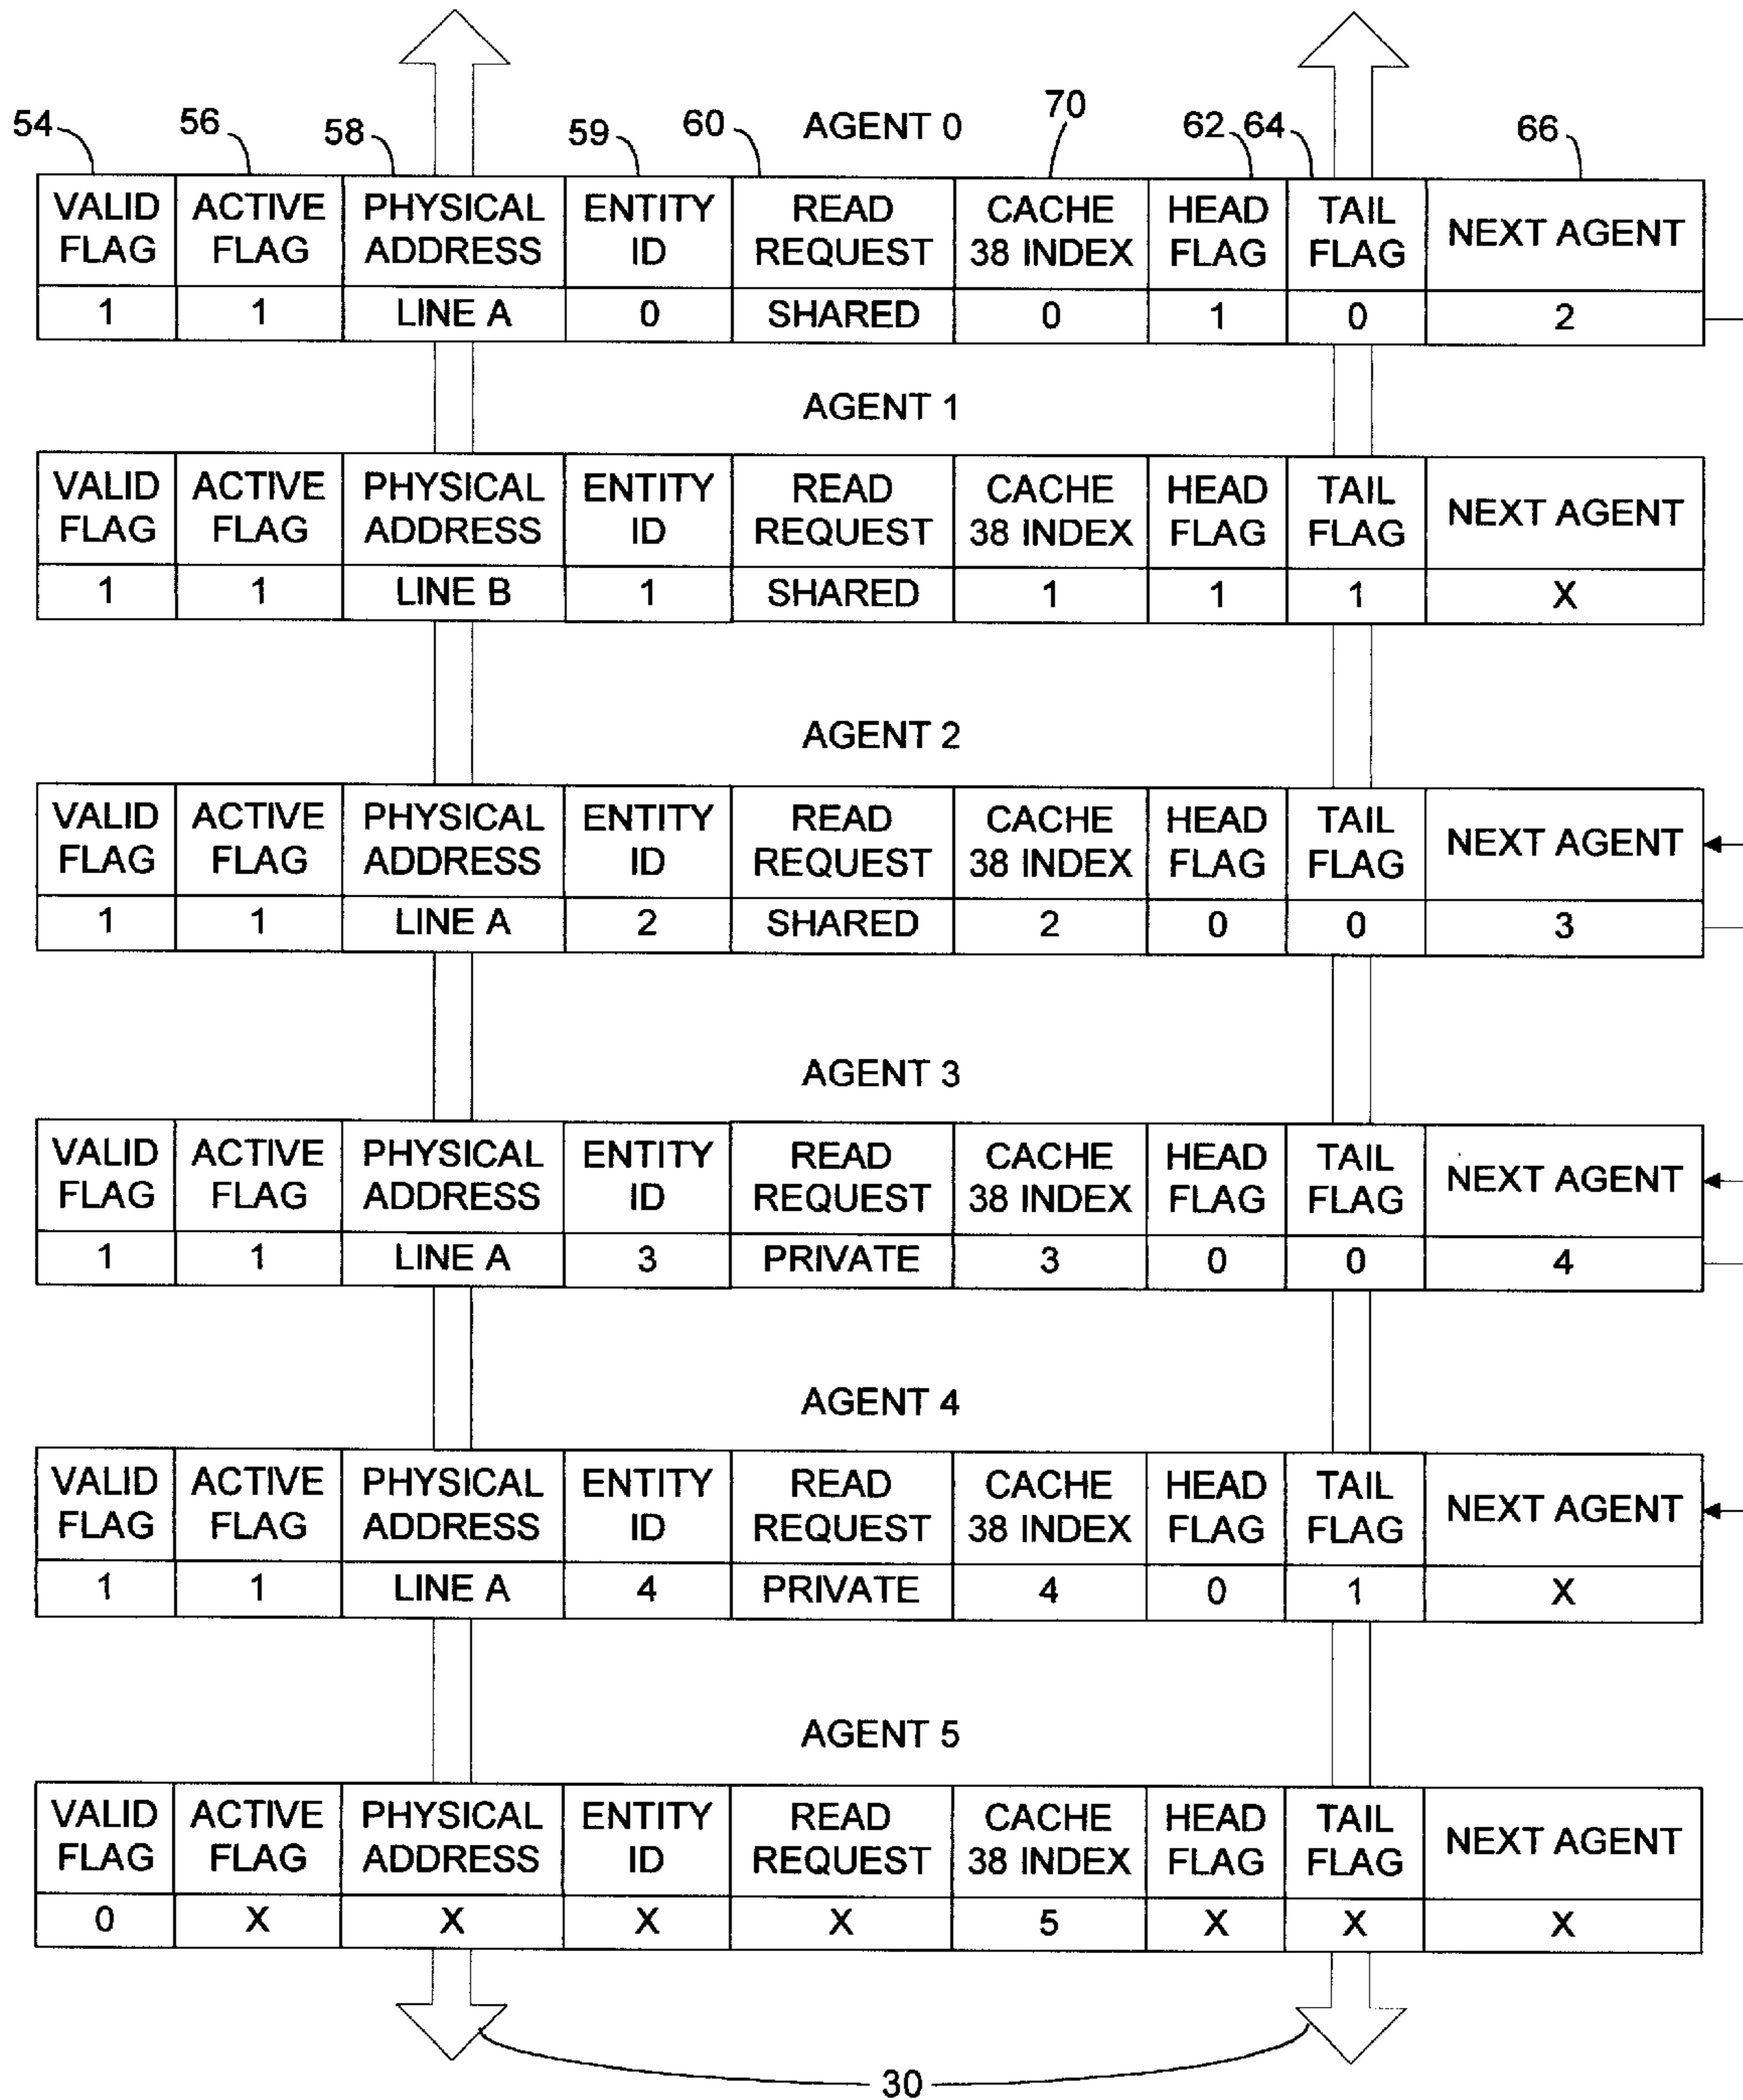 54 56 58 59 60 AGENT 0 70 62 64 66
VALID FLAG ACTIVE FLAG PHYSICAL ADDRESS ENTITY ID READ REQUEST CACHE 38 INDEX HEAD FLAG TAIL FLAG NEXT AGENT
1 1 LINE A 0 SHARED 0 1 0 2
AGENT 1
VALID FLAG ACTIVE FLAG PHYSICAL ADDRESS ENTITY ID READ REQUEST CACHE 38 INDEX HEAD FLAG TAIL FLAG NEXT AGENT
1 1 LINE B 1 SHARED 1 1 1 X
AGENT 2
VALID FLAG ACTIVE FLAG PHYSICAL ADDRESS ENTITY ID READ REQUEST CACHE 38 INDEX HEAD FLAG TAIL FLAG NEXT AGENT
1 1 LINE A 2 SHARED 2 0 0 3
AGENT 3
VALID FLAG ACTIVE FLAG PHYSICAL ADDRESS ENTITY ID READ REQUEST CACHE 38 INDEX HEAD FLAG TAIL FLAG NEXT AGENT
1 1 LINE A 3 PRIVATE 3 0 0 4
AGENT 4
VALID FLAG ACTIVE FLAG PHYSICAL ADDRESS ENTITY ID READ REQUEST CACHE 38 INDEX HEAD FLAG TAIL FLAG NEXT AGENT
1 1 LINE A 4 PRIVATE 4 0 1 X
AGENT 5
VALID FLAG ACTIVE FLAG PHYSICAL ADDRESS ENTITY ID READ REQUEST CACHE 38 INDEX HEAD FLAG TAIL FLAG NEXT AGENT
0 X X X X 5 X X X
30